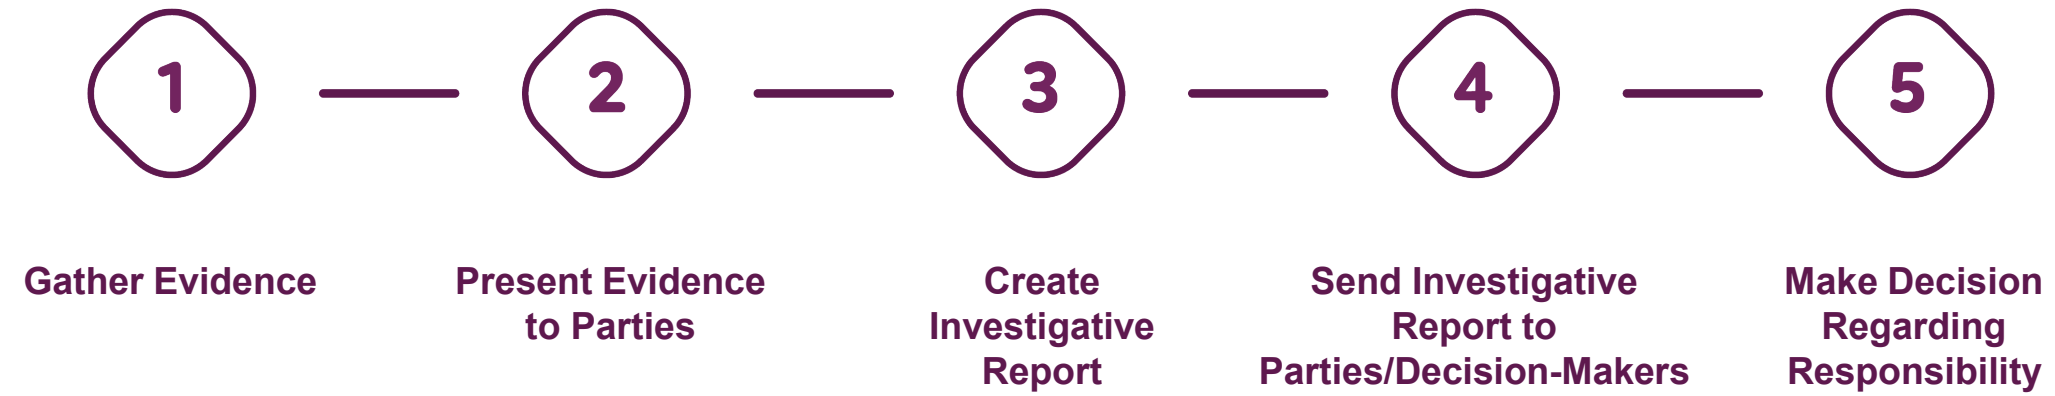 1
2
3
4
5
Gather Evidence
Present Evidence
to Parties
Create
Investigative
Report
Send Investigative
Report to
Parties/Decision-Makers
Make Decision
Regarding
Responsibility